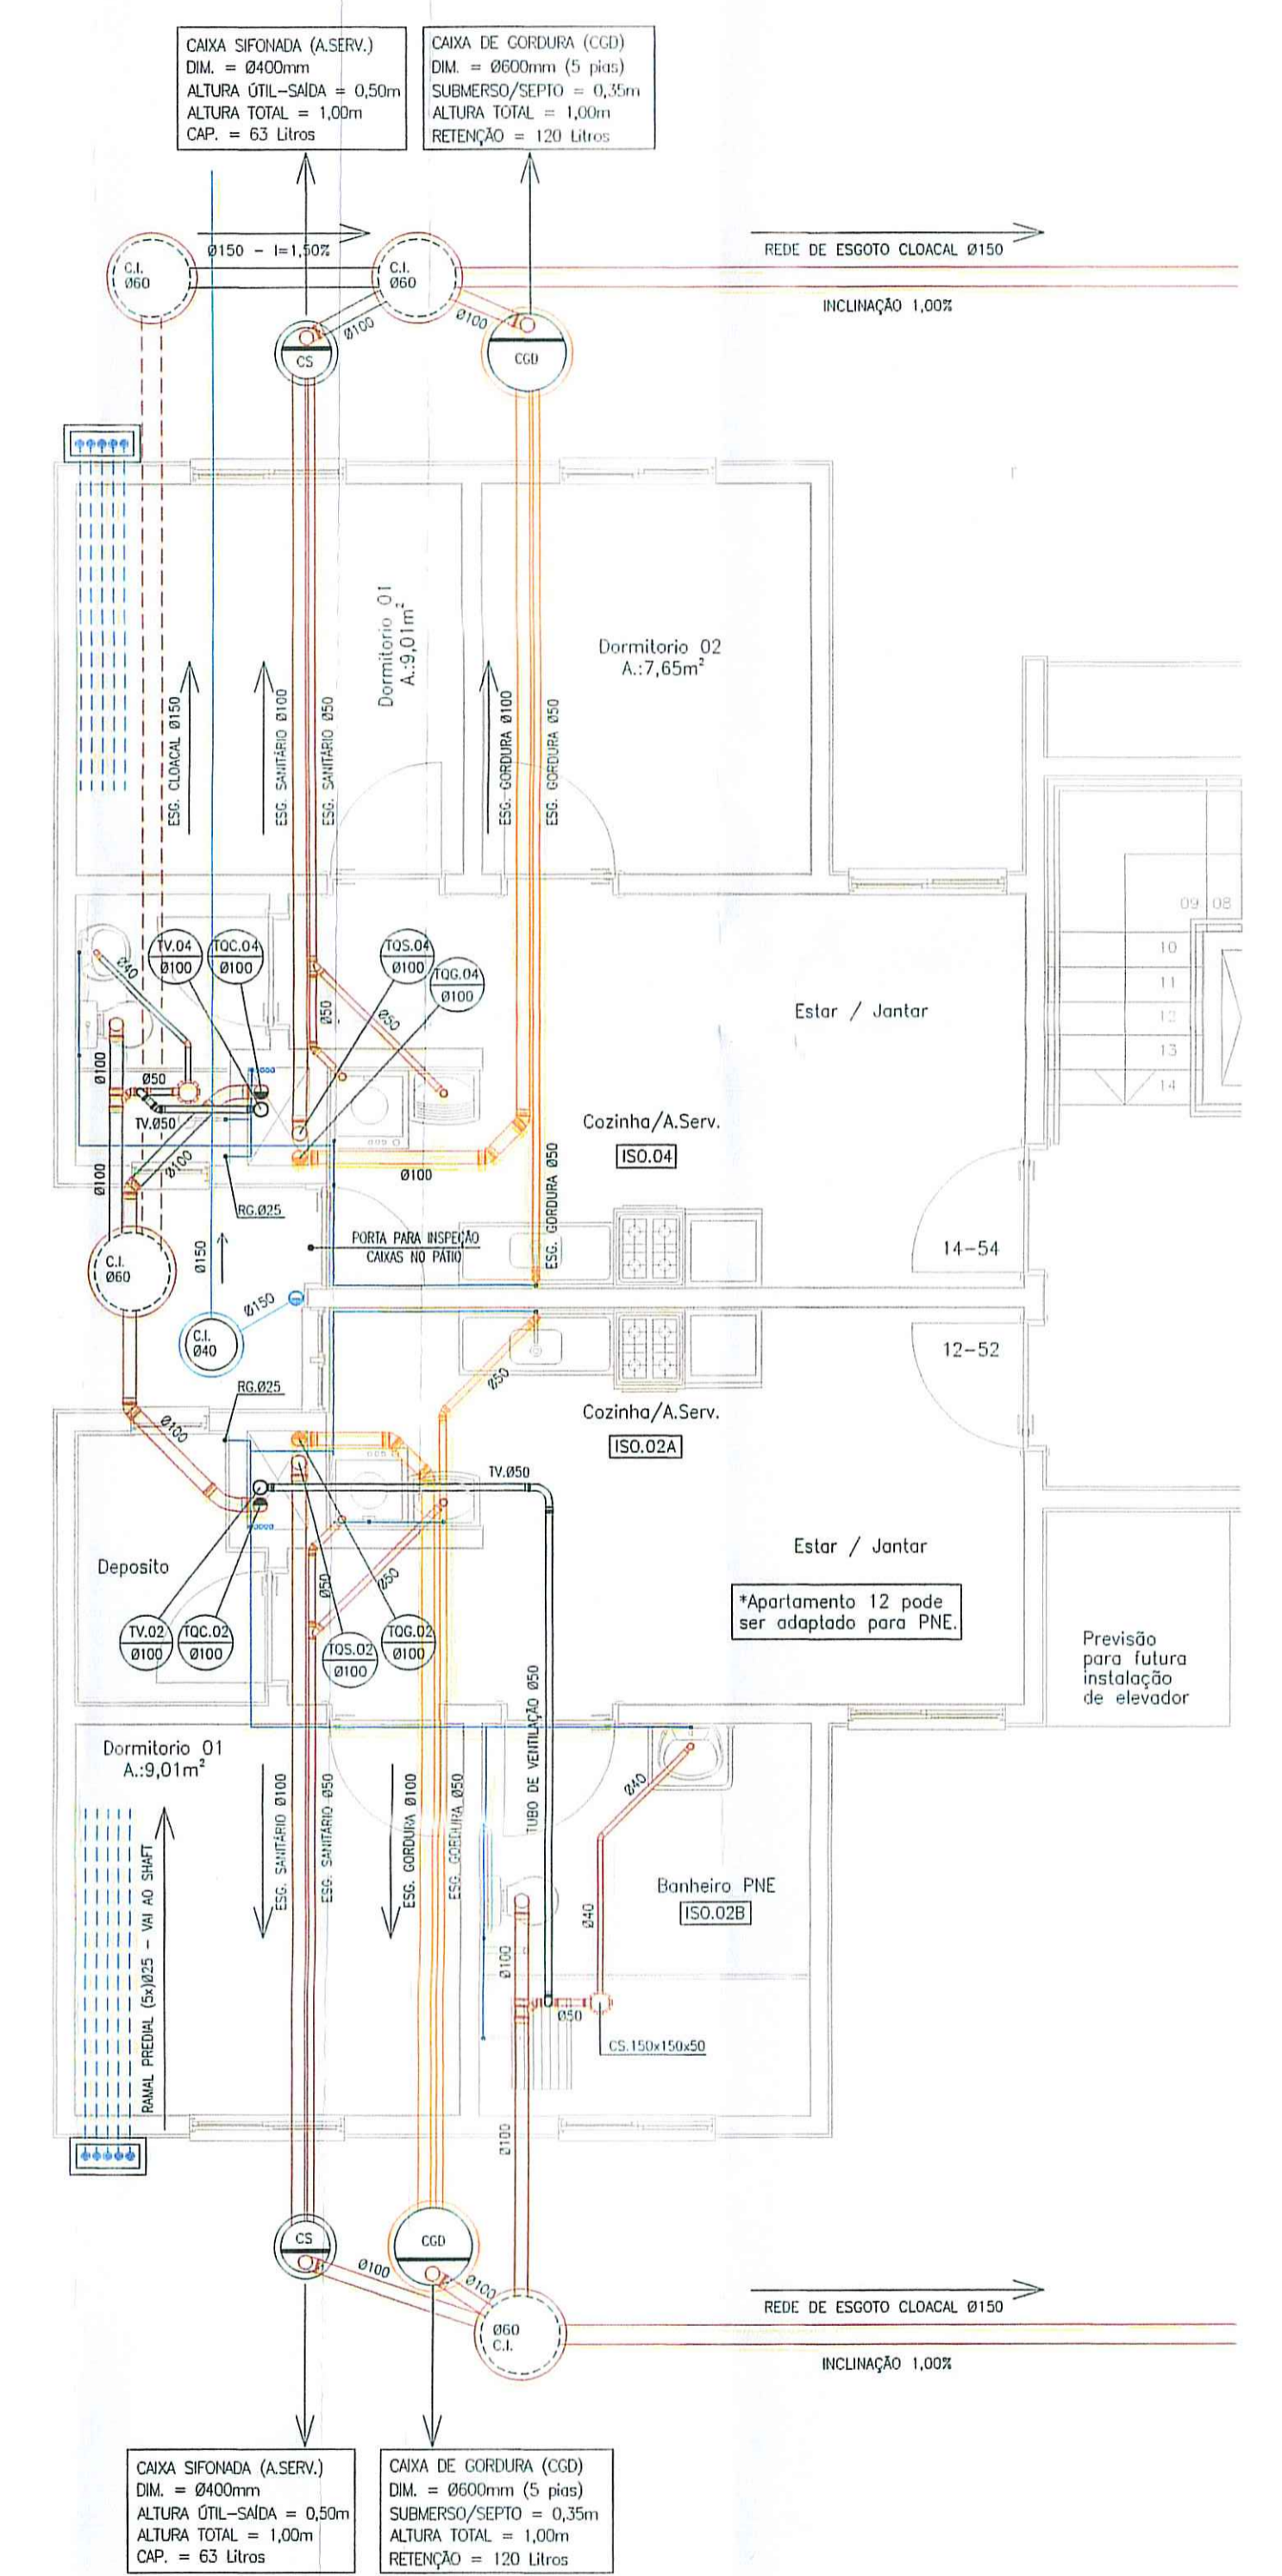 CAIXA SIFONADA (A.SERV.)
DIM. = Ø400mm
ALTURA ÚTIL-SAÍDA = 0,50m
ALTURA TOTAL = 1,00m
CAP. = 63 Litros
CAIXA DE GORDURA (CGD)
DIM. = Ø600mm (5 pias)
SUBMERSO/SEPTO = 0,35m
ALTURA TOTAL = 1,00m
RETENÇÃO = 120 Litros
Ø150 - I=1,50%
REDE DE ESGOTO CLOACAL Ø150
INCLINAÇÃO 1,00%
C.I.
Ø60
C.I.
Ø60
Ø100
Ø100
CS
CGD
Dormitorio 01
A.:9,01m²
Dormitorio 02
A.:7,65m²
ESG. CLOACAL Ø150
ESG. SANITÁRIO Ø100
ESG. SANITÁRIO Ø50
ESG. GORDURA Ø100
ESG. GORDURA Ø50
09
08
10
11
12
13
14
TV.04
Ø100
TQC.04
Ø100
TQS.04
Ø100
TQG.04
Ø100
Ø40
Ø50
Ø50
Ø100
Ø50
TV.Ø50
Ø100
Ø100
Ø100
Estar / Jantar
Cozinha/A.Serv.
ISO.04
ESG. GORDURA Ø50
RG.Ø25
PORTA PARA INSPEÇÃO
CAIXAS NO PÁTIO
14-54
C.I.
Ø60
Ø150
Ø150
C.I.
Ø40
12-52
RG.Ø25
Ø50
Cozinha/A.Serv.
ISO.02A
Ø100
TV.Ø50
Deposito
Ø50
Ø50
Estar / Jantar
*Apartamento 12 pode
ser adaptado para PNE.
TV.02
Ø100
TQC.02
Ø100
TQS.02
Ø100
TQG.02
Ø100
Previsão
para futura
instalação
de elevador
Dormitorio 01
A.:9,01m²
TUBO DE VENTILAÇÃO Ø50
ESG. SANITÁRIO Ø100
ESG. SANITÁRIO Ø50
ESG. GORDURA Ø100
ESG. GORDURA Ø50
RAMAL PREDIAL (5x)Ø25 - VAI AO SHAFT
Ø40
Banheiro PNE
ISO.02B
Ø40
Ø100
Ø50
CS.150x150x50
Ø100
CS
CGD
Ø100
Ø100
Ø60
C.I.
REDE DE ESGOTO CLOACAL Ø150
INCLINAÇÃO 1,00%
CAIXA SIFONADA (A.SERV.)
DIM. = Ø400mm
ALTURA ÚTIL-SAÍDA = 0,50m
ALTURA TOTAL = 1,00m
CAP. = 63 Litros
CAIXA DE GORDURA (CGD)
DIM. = Ø600mm (5 pias)
SUBMERSO/SEPTO = 0,35m
ALTURA TOTAL = 1,00m
RETENÇÃO = 120 Litros